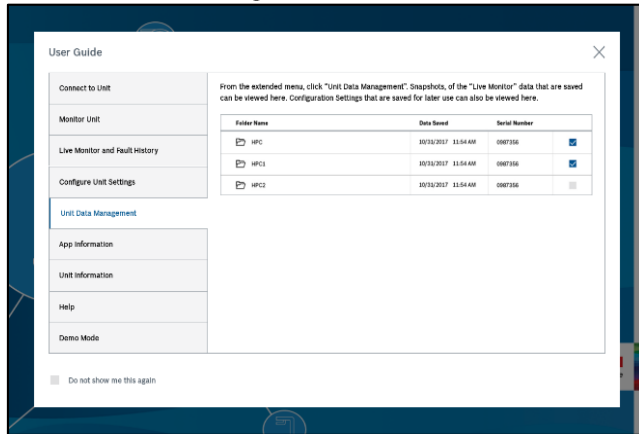 User Guide
Connect to Unit
Monitor Unit
Live Monitor and Fault History
Configure Unit Settings
Unit Data Management
App Information
Unit Information
Help
Demo Mode
From the extended menu, click "Unit Data Management". Snapshots, of the "Live Monitor" data that are saved
can be viewed here. Configuration Settings that are saved for later use can also be viewed here.
Folder Name Data Saved Serial Number
HPC 10/31/2017 11:54 AM 0987356
HPC1 10/31/2017 11:54 AM 0987356
HPC2 10/31/2017 11:54 AM 0987356
Do not show me this again